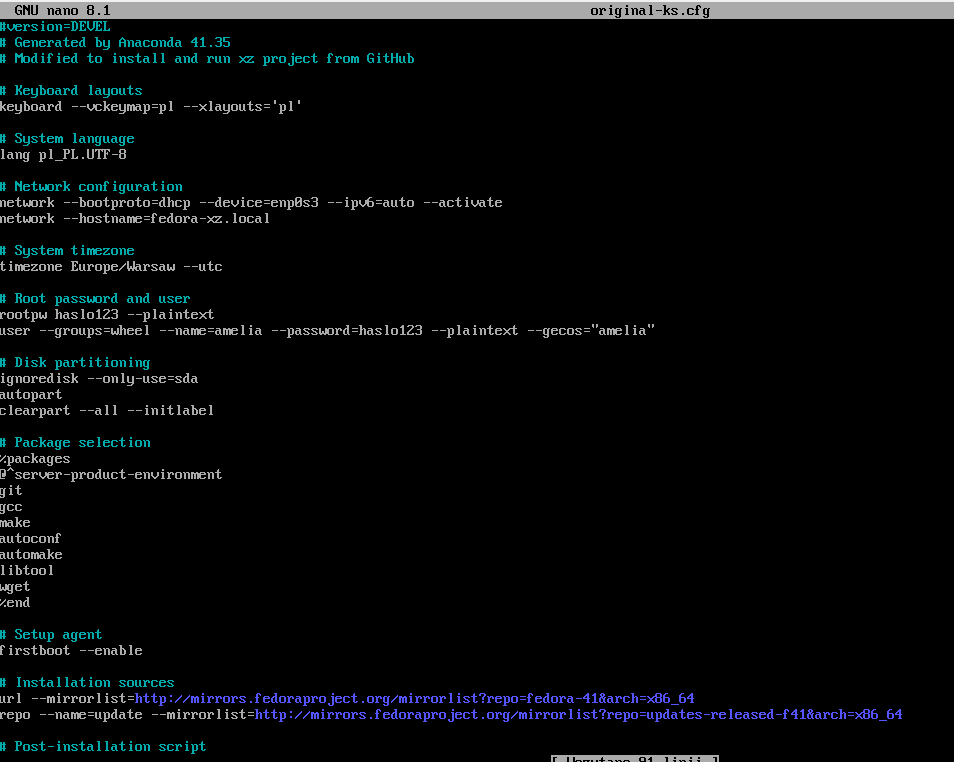 GNU nano 8.1 original-ks.cfg
#version=DEVEL
# Generated by Anaconda 41.35
# Modified to install and run xz project from GitHub
# Keyboard layouts
keyboard --vckeymap=pl --xlayouts='pl'
# System language
lang pl_PL.UTF-8
# Network configuration
network --bootproto=dhcp --device=enp0s3 --ipv6=auto --activate
network --hostname=fedora-xz.local
# System timezone
timezone Europe/Warsaw --utc
# Root password and user
rootpw haslo123 --plaintext
user --groups=wheel --name=amelia --password=haslo123 --plaintext --gecos="amelia"
# Disk partitioning
ignoredisk --only-use=sda
autopart
clearpart --all --initlabel
# Package selection
%packages
@^server-product-environment
git
gcc
make
autoconf
automake
libtool
wget
%end
# Setup agent
firstboot --enable
# Installation sources
url --mirrorlist=http://mirrors.fedoraproject.org/mirrorlist?repo=fedora-41&arch=x86_64
repo --name=update --mirrorlist=http://mirrors.fedoraproject.org/mirrorlist?repo=updates-released-f41&arch=x86_64
# Post-installation script